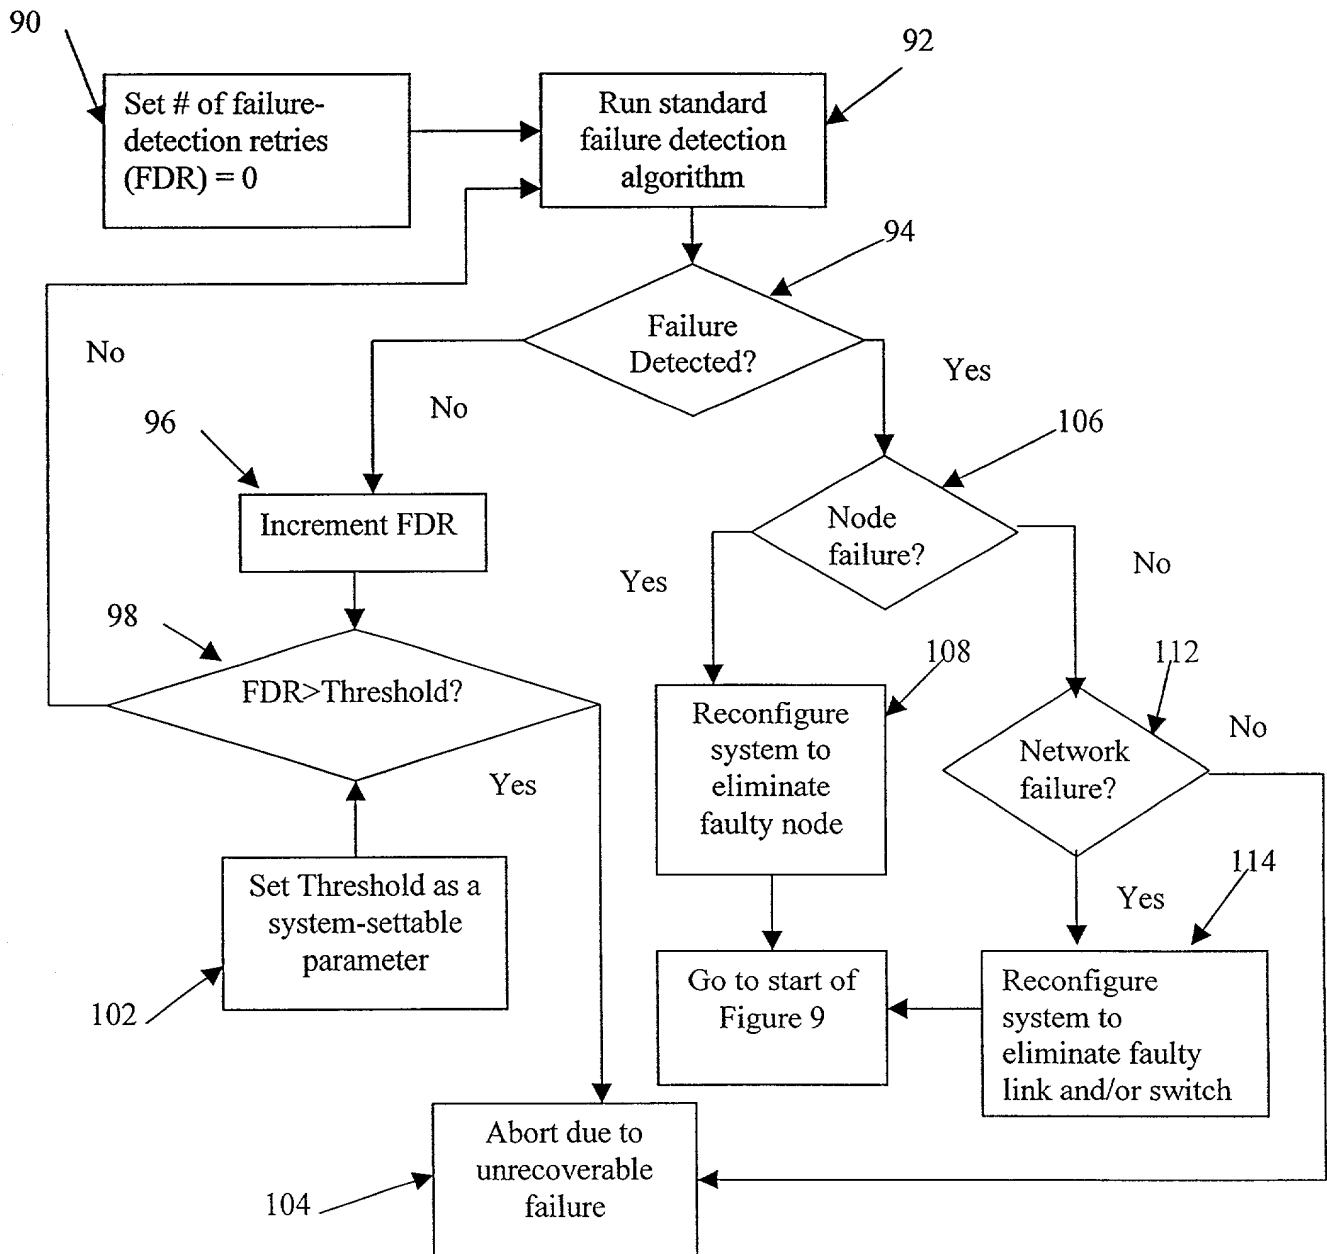 90
92
Set # of failure-
detection retries
(FDR) = 0
Run standard
failure detection
algorithm
94
Failure
Detected?
No
Yes
No
96
106
Increment FDR
Node
failure?
Yes
No
98
108
112
FDR>Threshold?
Reconfigure
system to
eliminate
faulty node
Network
failure?
No
Yes
114
Set Threshold as a
system-settable
parameter
Yes
102
Go to start of
Figure 9
Reconfigure
system to
eliminate faulty
link and/or switch
Abort due to
unrecoverable
failure
104